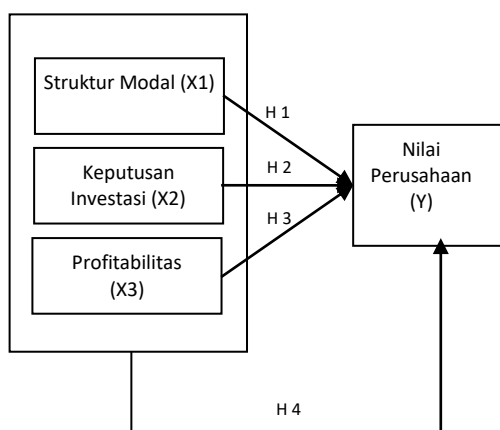 Struktur Modal (X1)
H 1
Keputusan
Investasi (X2)
H 2
Nilai
Perusahaan
(Y)
H 3
Profitabilitas
(X3)
H 4